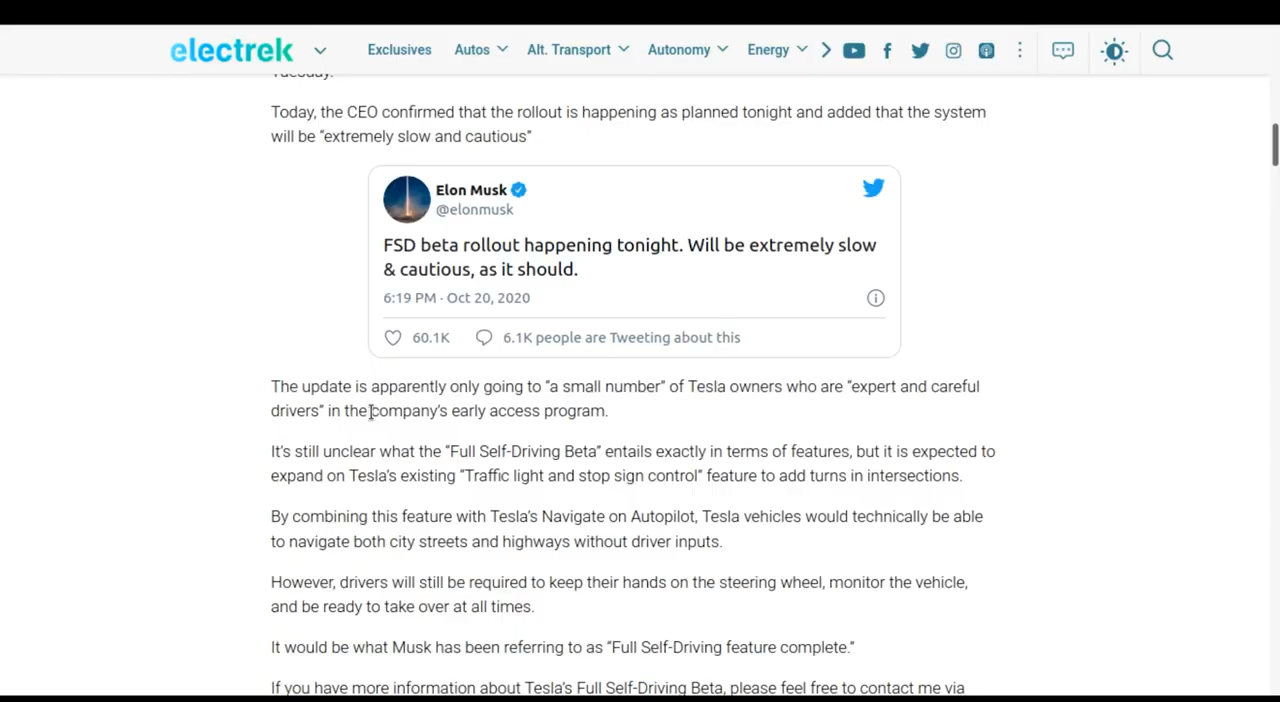 electrek
Exclusives Autos Alt. Transport Autonomy Energy
Tuesday.
Today, the CEO confirmed that the rollout is happening as planned tonight and added that the system
will be “extremely slow and cautious”
Elon Musk
@elonmusk
FSD beta rollout happening tonight. Will be extremely slow
& cautious, as it should.
6:19 PM · Oct 20, 2020
60.1K 6.1K people are Tweeting about this
The update is apparently only going to “a small number” of Tesla owners who are “expert and careful
drivers” in the company’s early access program.
It’s still unclear what the “Full Self-Driving Beta” entails exactly in terms of features, but it is expected to
expand on Tesla’s existing “Traffic light and stop sign control” feature to add turns in intersections.
By combining this feature with Tesla’s Navigate on Autopilot, Tesla vehicles would technically be able
to navigate both city streets and highways without driver inputs.
However, drivers will still be required to keep their hands on the steering wheel, monitor the vehicle,
and be ready to take over at all times.
It would be what Musk has been referring to as “Full Self-Driving feature complete.”
If you have more information about Tesla’s Full Self-Driving Beta, please feel free to contact me via